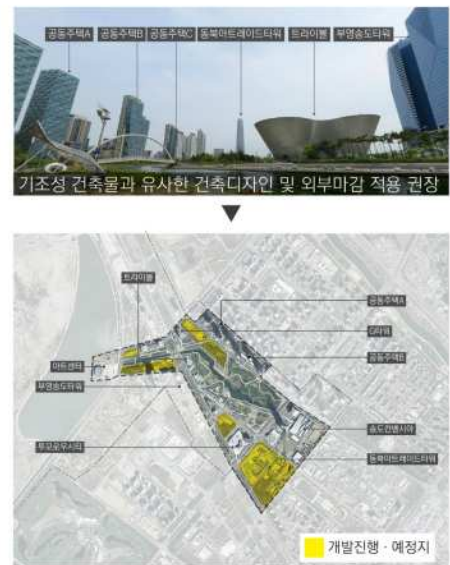 공동주택A 공동주택B 공동주택C 동북아트레이드타워 트라이볼 부영송도타워
기조성 건축물과 유사한 건축디자인 및 외부마감 적용 권장
트라이볼
공동주택A
G타워
아트센터
공동주택B
부영송도타워
송도컨벤시아
투모로우시티
동북아트레이드타워
개발진행 · 예정지